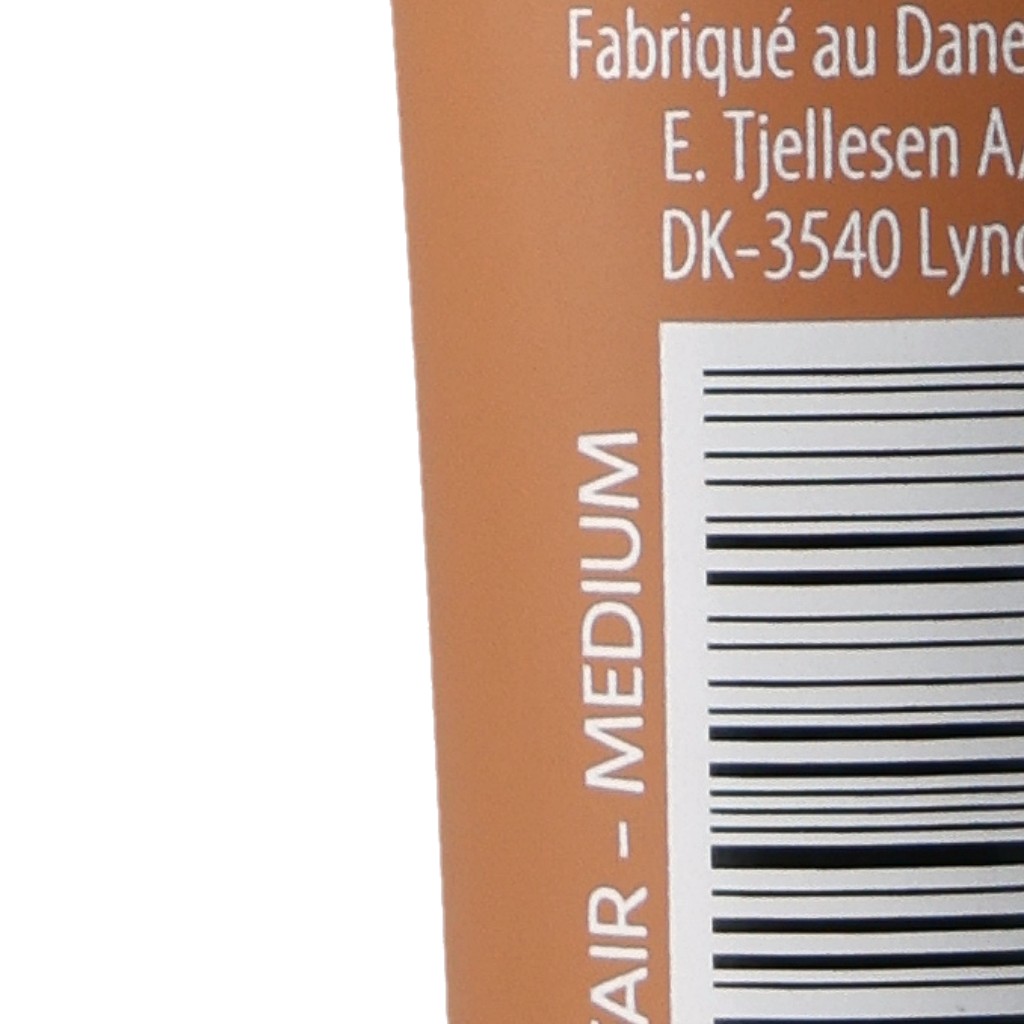 Fabriqué au Dane
E. Tjellesen A/
DK-3540 Lyng
AIR - MEDIUM